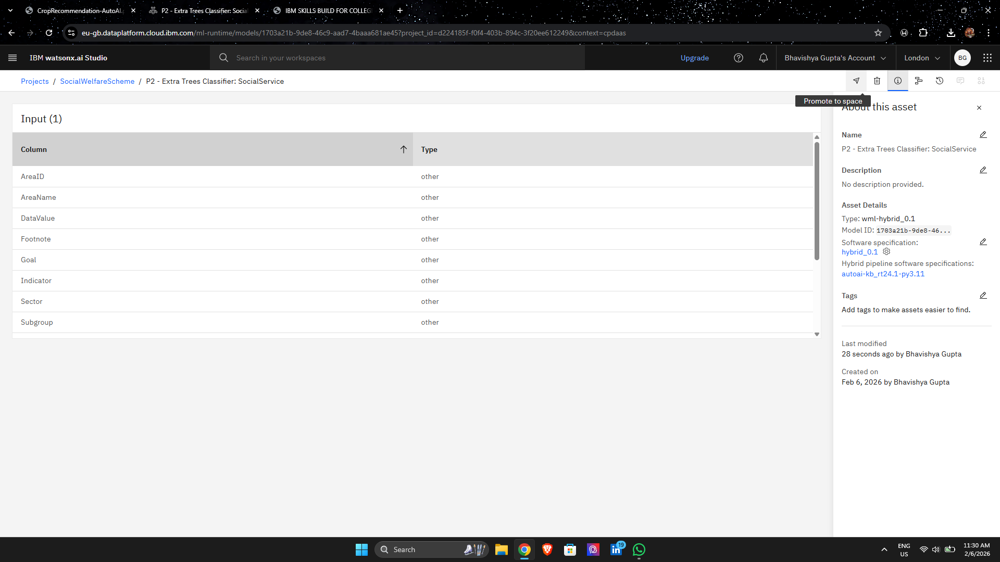 CropRecommendation-AutoAI.
P2 - Extra Trees Classifier: Social
IBM SKILLS BUILD FOR COLLEG
eu-gb.dataplatform.cloud.ibm.com/ml-runtime/models/1703a21b-9de8-46c9-aad7-4baaa681ae45?project_id=d224185f-f0f4-403b-894c-3f20ee612249&context=cpdaas
IBM watsonx.ai Studio
Search in your workspaces
Upgrade
Bhavishya Gupta's Account
London
BG
Projects / SocialWelfareScheme / P2 - Extra Trees Classifier: SocialService
Promote to space
Input (1)
Column Type
AreaID other
AreaName other
DataValue other
Footnote other
Goal other
Indicator other
Sector other
Subgroup other
About this asset
Name
P2 - Extra Trees Classifier: SocialService
Description
No description provided.
Asset Details
Type: wml-hybrid_0.1
Model ID: 1703a21b-9de8-46...
Software specification:
hybrid_0.1
Hybrid pipeline software specifications:
autoai-kb_rt24.1-py3.11
Tags
Add tags to make assets easier to find.
Last modified
28 seconds ago by Bhavishya Gupta
Created on
Feb 6, 2026 by Bhavishya Gupta
Search
19
ENG
US
11:30 AM
2/6/2026